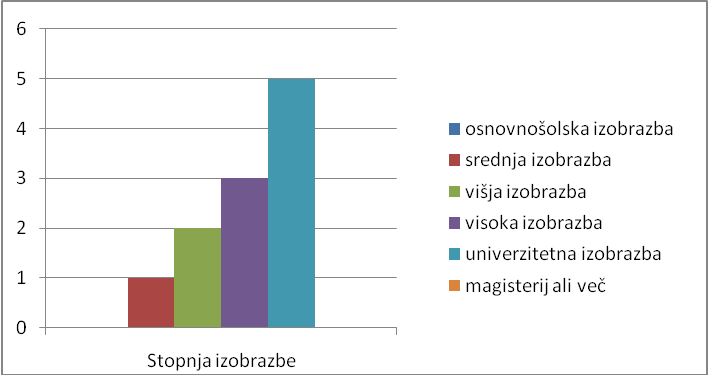 6
5
4
3
2
1
0
Stopnja izobrazbe
osnovnošolska izobrazba
srednja izobrazba
višja izobrazba
visoka izobrazba
univerzitetna izobrazba
magisterij ali več